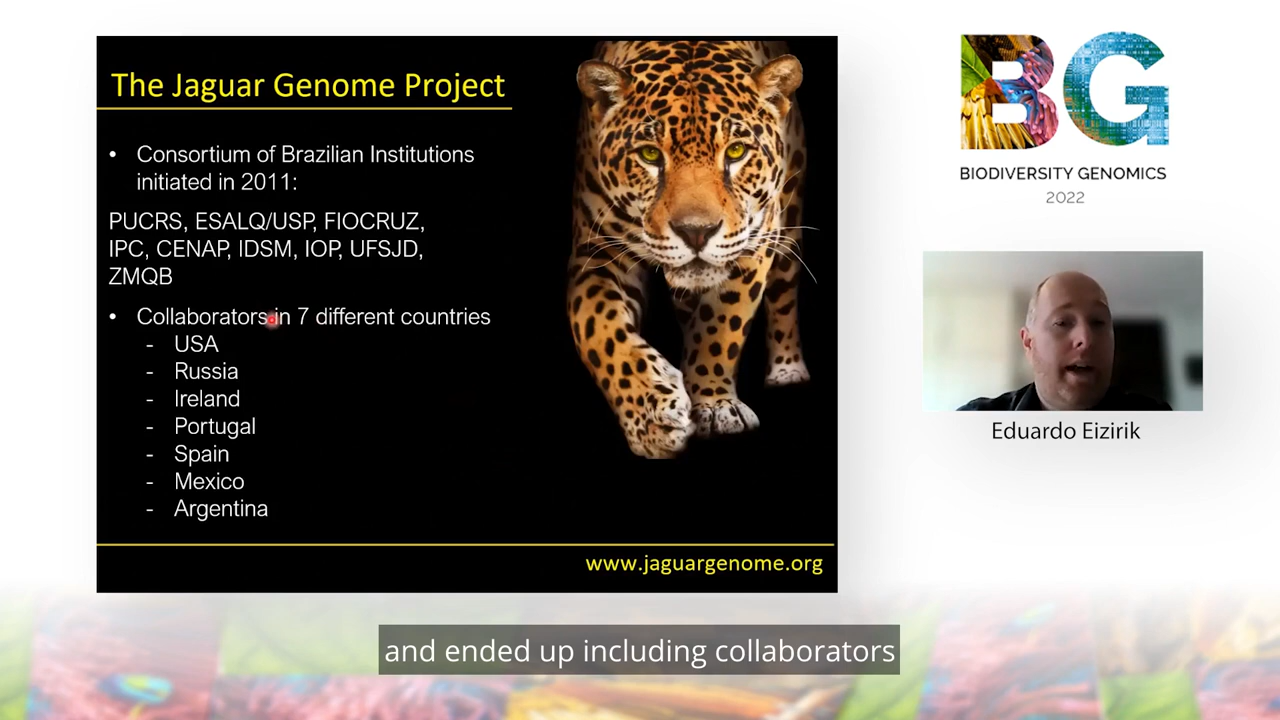 The Jaguar Genome Project
• Consortium of Brazilian Institutions
initiated in 2011:
PUCRS, ESALQ/USP, FIOCRUZ,
IPC, CENAP, IDSM, IOP, UFSJD,
ZMQB
• Collaborators in 7 different countries
- USA
- Russia
- Ireland
- Portugal
- Spain
- Mexico
- Argentina
www.jaguargenome.org
BG
BIODIVERSITY GENOMICS
2022
Eduardo Eizirik
and ended up including collaborators